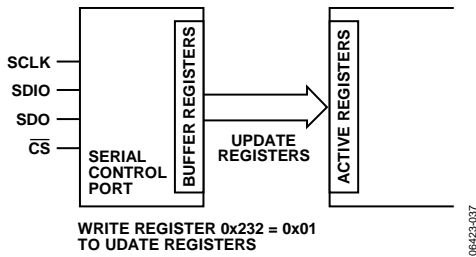 SCLK
SDIO
SDO
CS
SERIAL
CONTROL
PORT
BUFFER REGISTERS
UPDATE
REGISTERS
ACTIVE REGISTERS
WRITE REGISTER 0x232 = 0x01
TO UDATE REGISTERS
06423-037